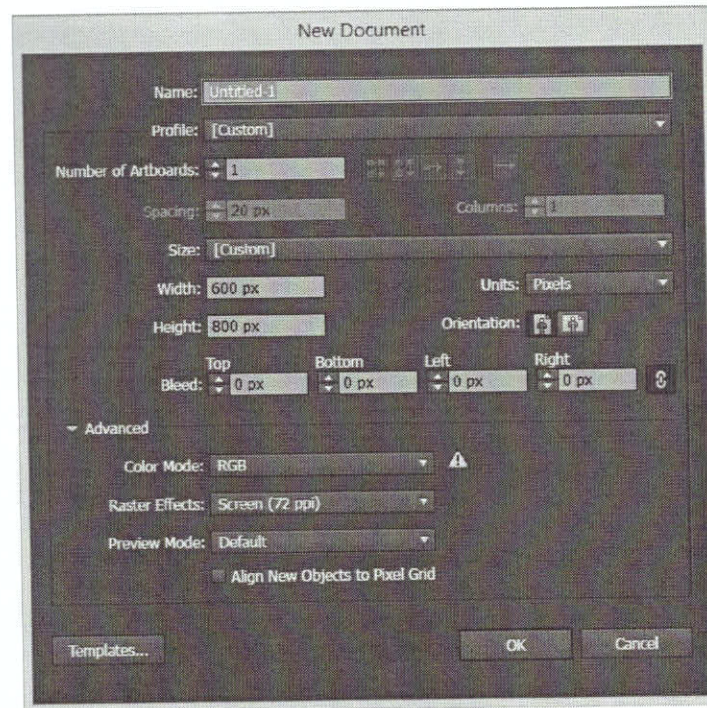 New Document
Name: Untitled-1
Profile: [Custom]
Number of Artboards: 1
Spacing: 20 px Columns: 1
Size: [Custom]
Width: 600 px Units: Pixels
Height: 800 px Orientation:
Top Bottom Left Right
Bleed: 0 px 0 px 0 px 0 px
Advanced
Color Mode: RGB
Raster Effects: Screen (72 ppi)
Preview Mode: Default
Align New Objects to Pixel Grid
Templates... OK Cancel